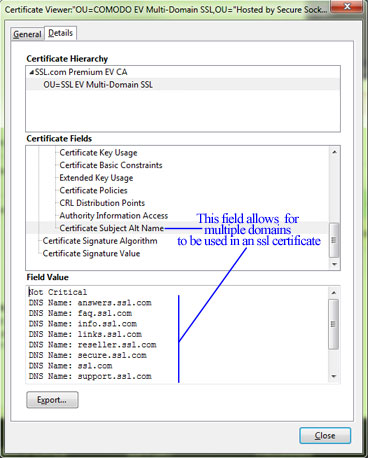 Certificate Viewer:"OU=COMODO EV Multi-Domain SSL,OU="Hosted by Secure Sock...
General Details
Certificate Hierarchy
SSL.com Premium EV CA
OU=SSL EV Multi-Domain SSL
Certificate Fields
Certificate Key Usage
Certificate Basic Constraints
Extended Key Usage
Certificate Policies
CRL Distribution Points
Authority Information Access
Certificate Subject Alt Name
Certificate Signature Algorithm
Certificate Signature Value
This field allows for
multiple domains
to be used in an ssl certificate
Field Value
Not Critical
DNS Name: answers.ssl.com
DNS Name: faq.ssl.com
DNS Name: info.ssl.com
DNS Name: links.ssl.com
DNS Name: reseller.ssl.com
DNS Name: secure.ssl.com
DNS Name: ssl.com
DNS Name: support.ssl.com
Export...
Close